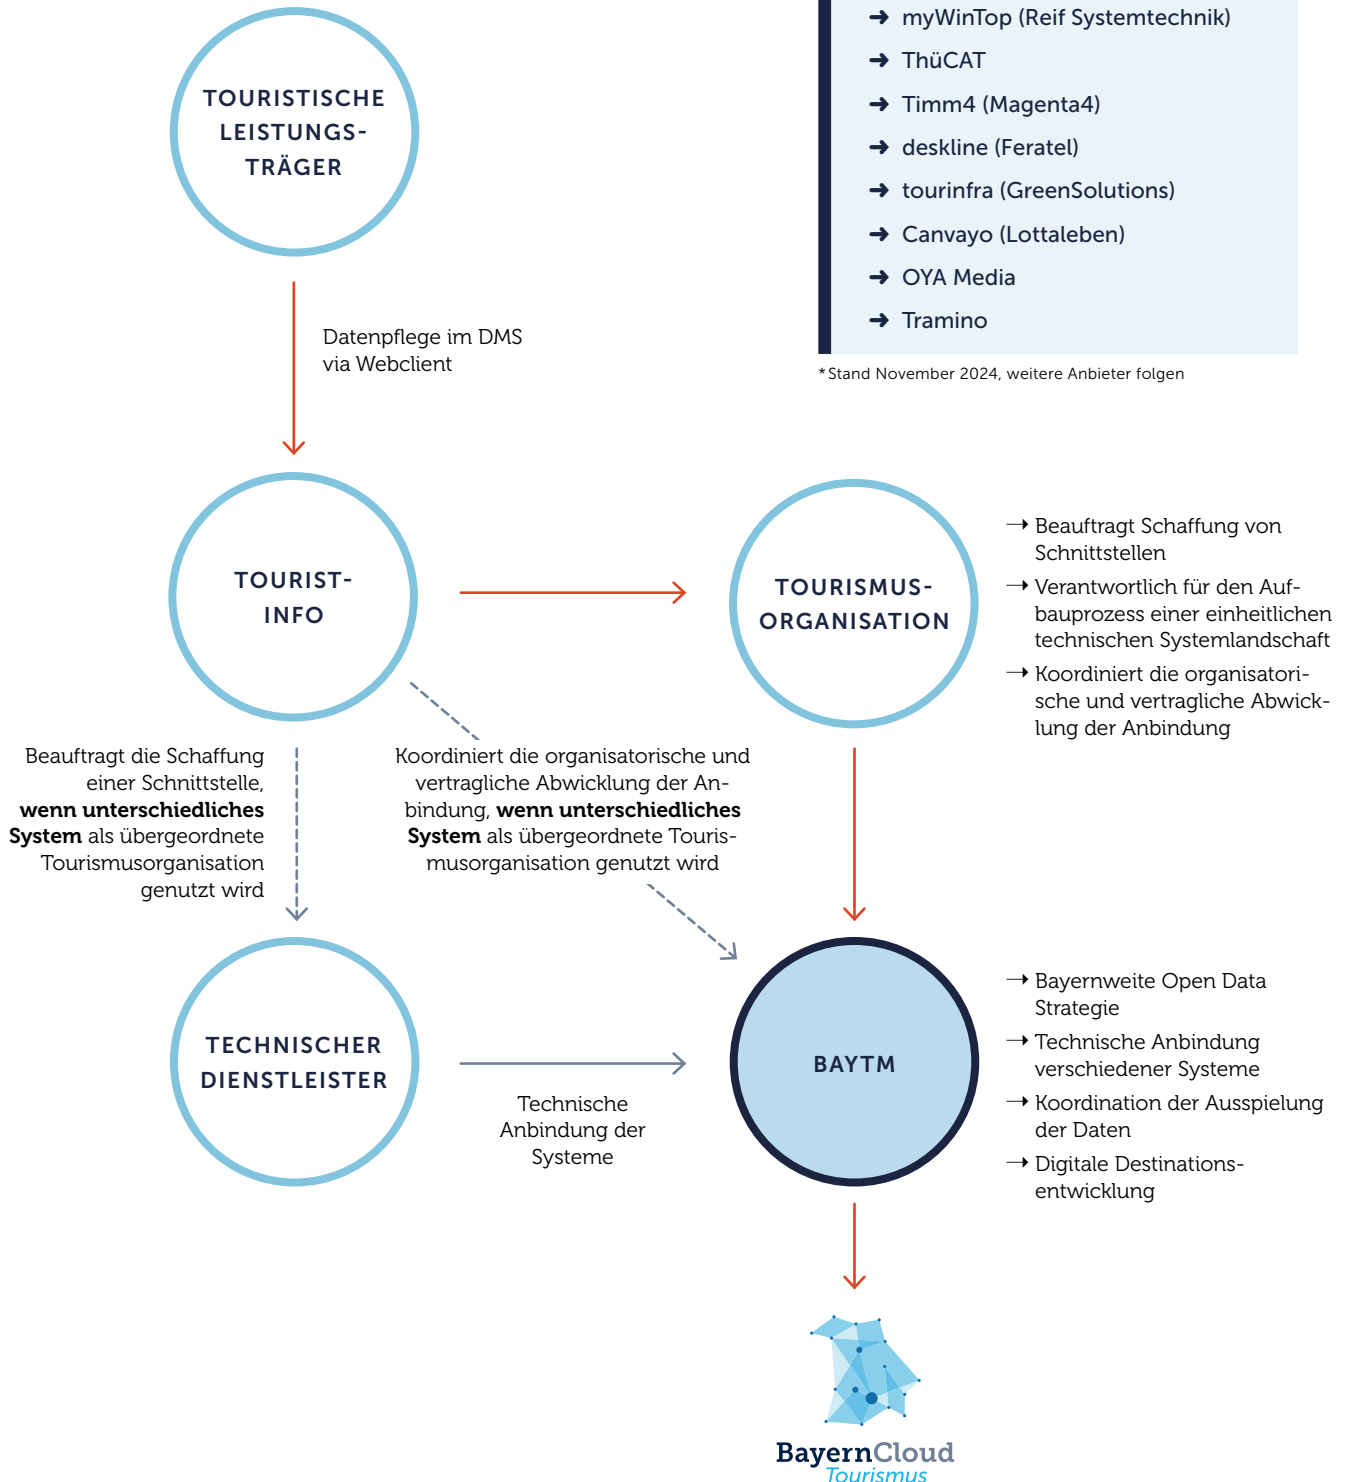 TOURISTISCHE
LEISTUNGS-
TRÄGER
➜ myWinTop (Reif Systemtechnik)
➜ ThüCAT
➜ Timm4 (Magenta4)
➜ deskline (Feratel)
➜ tourinfra (GreenSolutions)
➜ Canvayo (Lottaleben)
➜ OYA Media
➜ Tramino
* Stand November 2024, weitere Anbieter folgen
Datenpflege im DMS
via Webclient
TOURIST-
INFO
TOURISMUS-
ORGANISATION
→ Beauftragt Schaffung von
Schnittstellen
→ Verantwortlich für den Auf-
bauprozess einer einheitlichen
technischen Systemlandschaft
→ Koordiniert die organisatori-
sche und vertragliche Abwick-
lung der Anbindung
Beauftragt die Schaffung
einer Schnittstelle,
wenn unterschiedliches
System als übergeordnete
Tourismusorganisation
genutzt wird
Koordiniert die organisatorische und
vertragliche Abwicklung der An-
bindung, wenn unterschiedliches
System als übergeordnete Touris-
musorganisation genutzt wird
TECHNISCHER
DIENSTLEISTER
Technische
Anbindung der
Systeme
BAYTM
→ Bayernweite Open Data
Strategie
→ Technische Anbindung
verschiedener Systeme
→ Koordination der Ausspielung
der Daten
→ Digitale Destinations-
entwicklung
BayernCloud
Tourismus